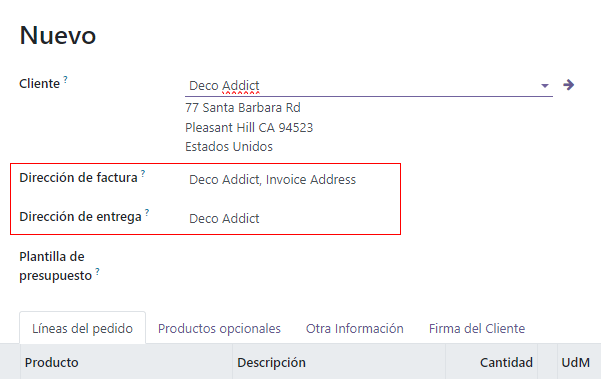 Nuevo
Cliente ? Deco Addict
77 Santa Barbara Rd
Pleasant Hill CA 94523
Estados Unidos
Dirección de factura ? Deco Addict, Invoice Address
Dirección de entrega ? Deco Addict
Plantilla de
presupuesto ?
Líneas del pedido Productos opcionales Otra Información Firma del Cliente
Producto Descripción Cantidad UdM